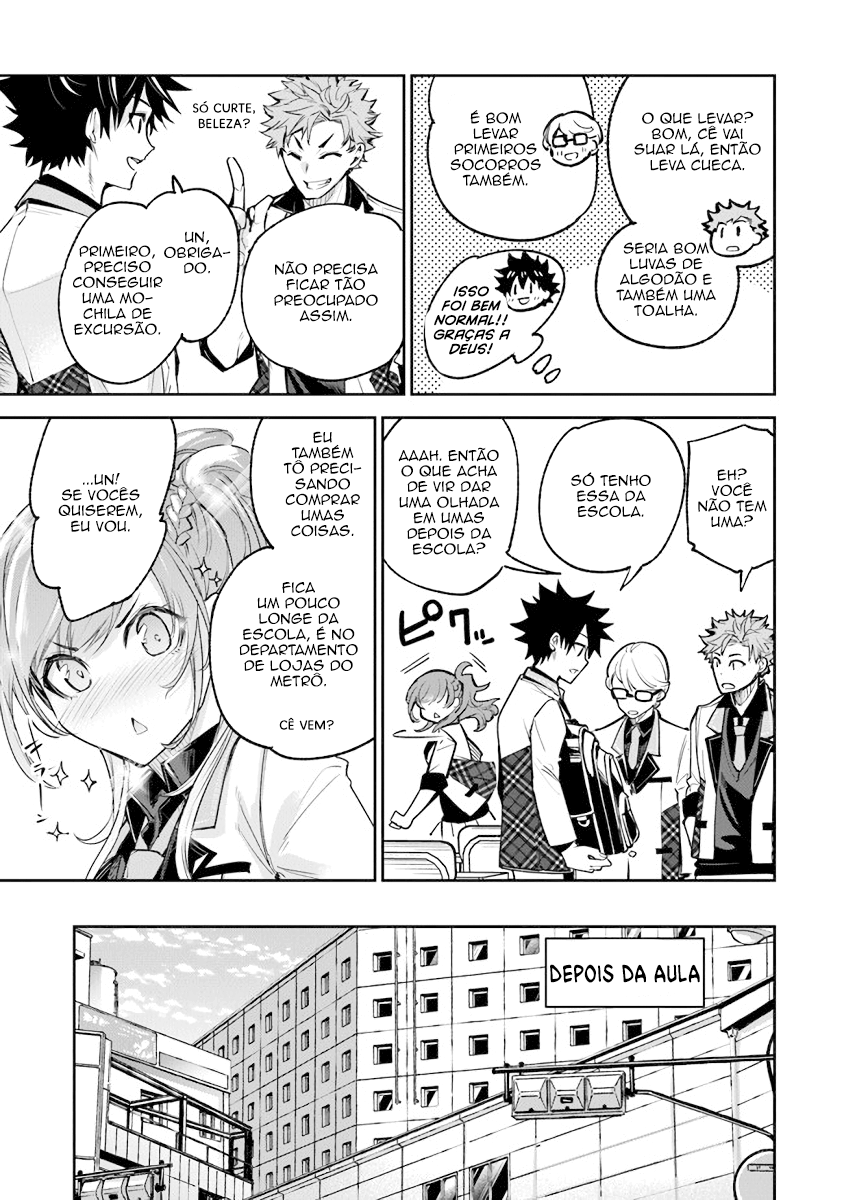 O QUE LEVAR?
BOM, CÊ VAI
SUAR LÁ, ENTÃO
LEVA CUECA.
SERIA BOM
LUVAS DE
ALGODÃO E
TAMBÉM UMA
TOALHA.
É BOM
LEVAR
PRIMEIROS
SOCORROS
TAMBÉM.
ISSO
FOI BEM
NORMAL!!
GRAÇAS A
DEUS!
SÓ CURTE,
BELEZA?
NÃO PRECISA
FICAR TÃO
PREOCUPADO
ASSIM.
UN,
OBRIGA-
DO.
PRIMEIRO,
PRECISO
CONSEGUIR
UMA MO-
CHILA DE
EXCURSÃO.
EH?
VOCÊ
NÃO TEM
UMA?
SÓ TENHO
ESSA DA
ESCOLA.
AAAH. ENTÃO
O QUE ACHA
DE VIR DAR
UMA OLHADA
EM UMAS
DEPOIS DA
ESCOLA?
ピクッ
EU
TAMBÉM
TÔ PRECI-
SANDO
COMPRAR
UMAS
COISAS.
FICA
UM POUCO
LONGE DA
ESCOLA, É NO
DEPARTAMENTO
DE LOJAS DO
METRÔ.
CÊ VEM?
...UN!
SE VOCÊS
QUISEREM,
EU VOU.
DEPOIS DA AULA